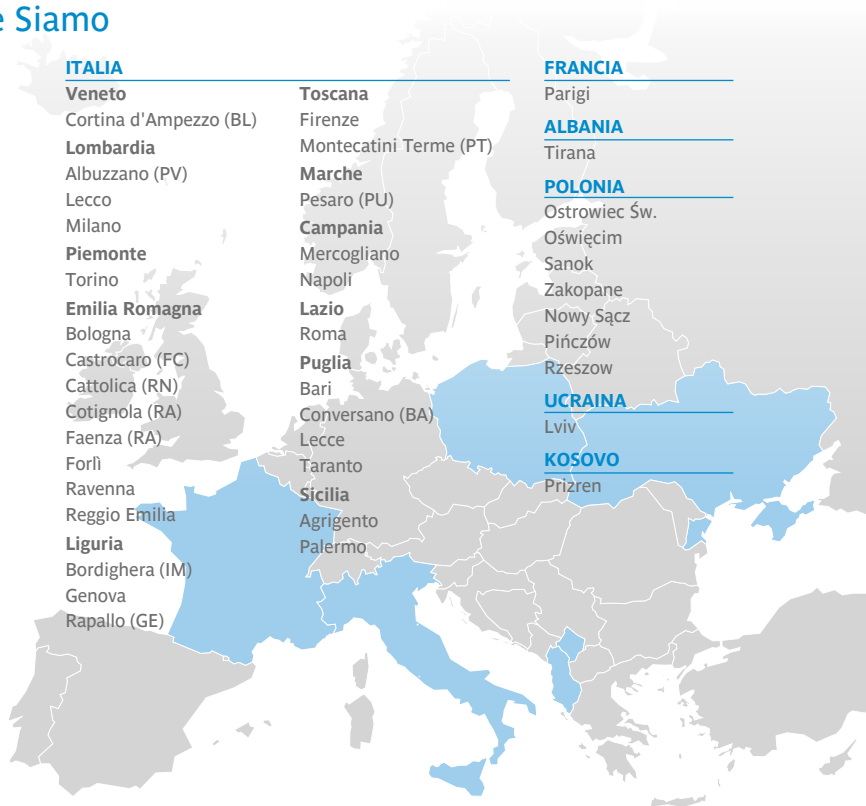 e Siamo
ITALIA
Veneto
Cortina d'Ampezzo (BL)
Lombardia
Albuzzano (PV)
Lecco
Milano
Piemonte
Torino
Emilia Romagna
Bologna
Castrocaro (FC)
Cattolica (RN)
Cotignola (RA)
Faenza (RA)
Forlì
Ravenna
Reggio Emilia
Liguria
Bordighera (IM)
Genova
Rapallo (GE)
Toscana
Firenze
Montecatini Terme (PT)
Marche
Pesaro (PU)
Campania
Mercogliano
Napoli
Lazio
Roma
Puglia
Bari
Conversano (BA)
Lecce
Taranto
Sicilia
Agrigento
Palermo
FRANCIA
Parigi
ALBANIA
Tirana
POLONIA
Ostrowiec Św.
Oświęcim
Sanok
Zakopane
Nowy Sącz
Pińczów
Rzeszow
UCRAINA
Lviv
KOSOVO
Prizren